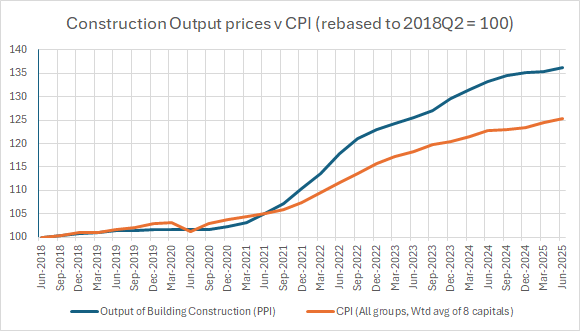 Construction Output prices v CPI (rebased to 2018Q2 = 100)
140
135
130
125
120
115
110
105
100
Jun-2018
Sep-2018
Dec-2018
Mar-2019
Jun-2019
Sep-2019
Dec-2019
Mar-2020
Jun-2020
Sep-2020
Dec-2020
Mar-2021
Jun-2021
Sep-2021
Dec-2021
Mar-2022
Jun-2022
Sep-2022
Dec-2022
Mar-2023
Jun-2023
Sep-2023
Dec-2023
Mar-2024
Jun-2024
Sep-2024
Dec-2024
Mar-2025
Jun-2025
Output of Building Construction (PPI)
CPI (All groups, Wtd avg of 8 capitals)